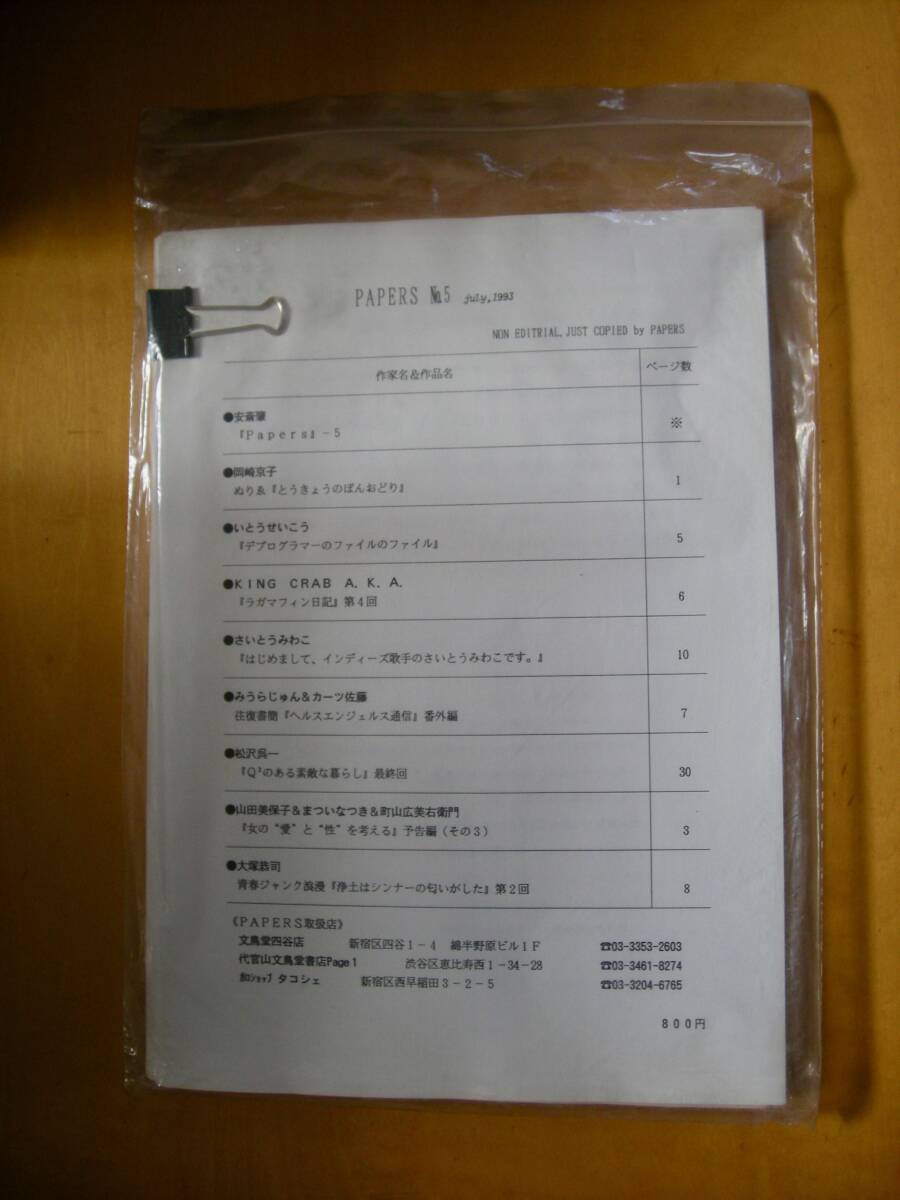 PAPERS №5 july,1993
NON EDITRIAL,JUST COPIED by PAPERS
作家名&作品名 ページ数
●安斎肇
『Papers』-5 ※
●岡崎京子
ぬりゑ『とうきょうのぼんおどり』 1
●いとうせいこう
『デプログラマーのファイルのファイル』 5
●KING CRAB A.K.A.
『ラガマフィン日記』第4回 6
●さいとうみわこ
『はじめまして、インディーズ歌手のさいとうみわこです。』 10
●みうらじゅん&カーツ佐藤
往復書簡『ヘルスエンジェルス通信』番外編 7
●松沢呉一
『Q²のある素敵な暮らし』最終回 30
●山田美保子&まついなつき&町山広美右衛門
『女の“愛”と“性”を考える』予告編(その3) 3
●大塚恭司
青春ジャンク浪漫『浄土はシンナーの匂いがした』第2回 8
《PAPERS取扱店》
文鳥堂四谷店 新宿区四谷1-4 綿半野原ビル1F ☎03-3353-2603
代官山文鳥堂書店Page1 渋谷区恵比寿西1-34-28 ☎03-3461-8274
ショップ タコシェ 新宿区西早稲田3-2-5 ☎03-3204-6765
800円